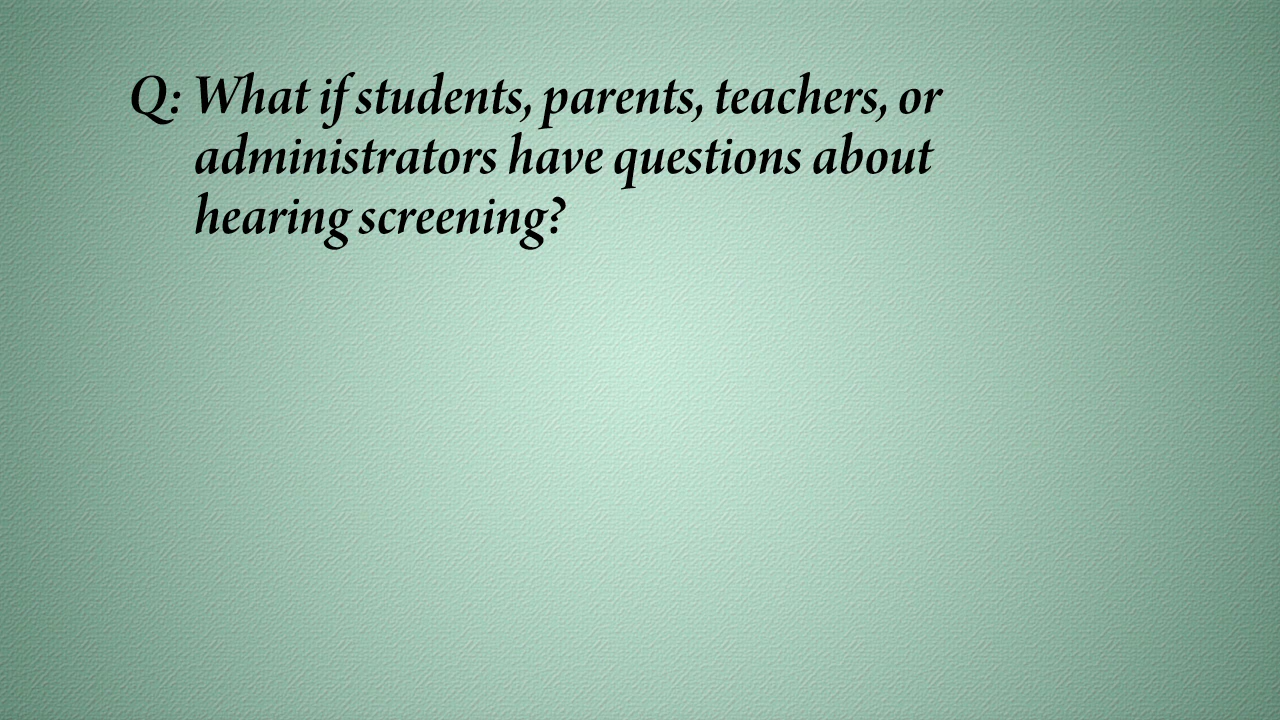 Q: What if students, parents, teachers, or
administrators have questions about
hearing screening?